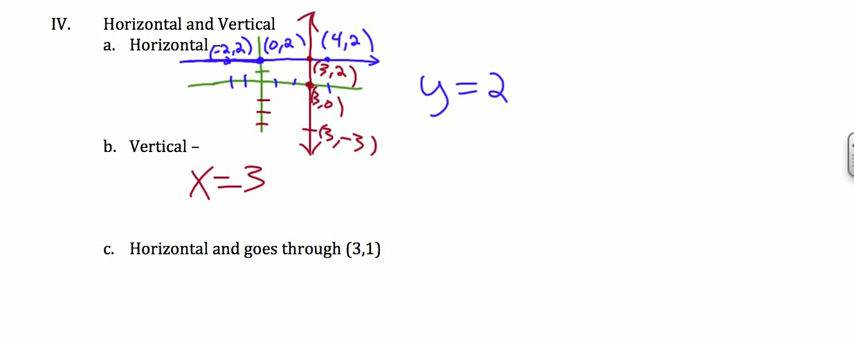 IV. Horizontal and Vertical
a. Horizontal
(-2,2) (0,2) (4,2)
(3,2)
y=2
(3,0)
(3,-3)
b. Vertical –
x=3
c. Horizontal and goes through (3,1)